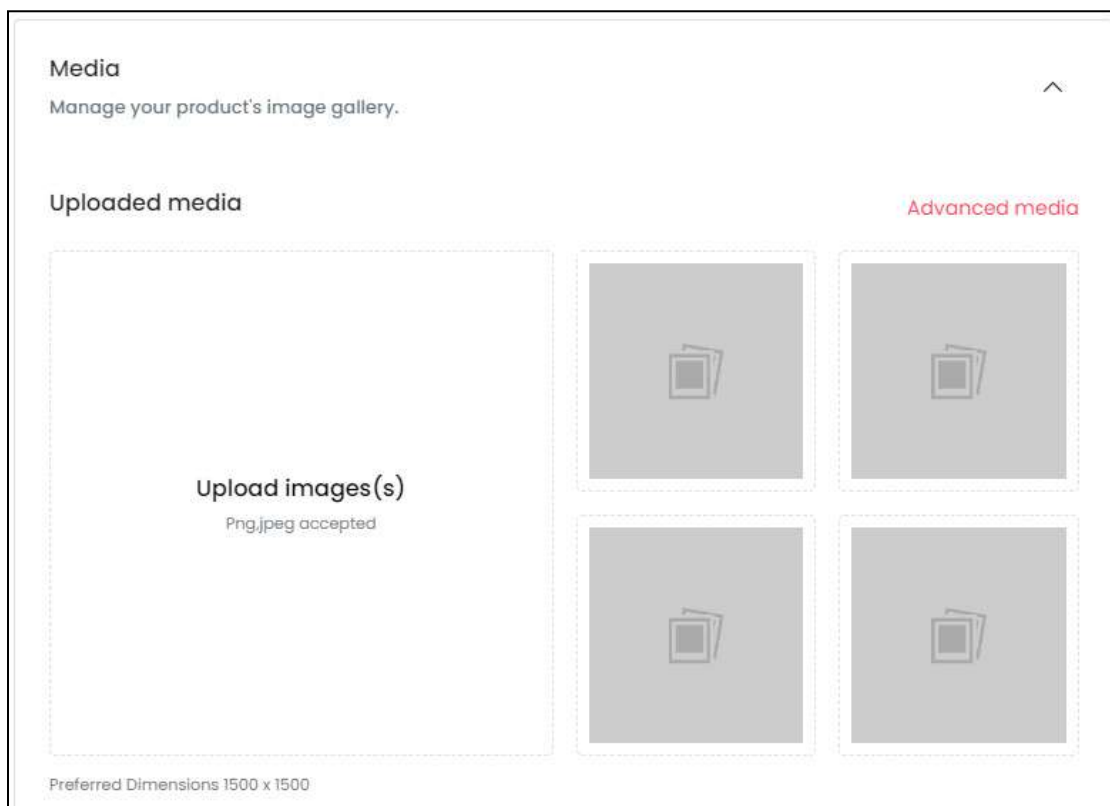 Media
Manage your product's image gallery.
Uploaded media
Advanced media
Upload images(s)
Png,jpeg accepted
Preferred Dimensions 1500 x 1500